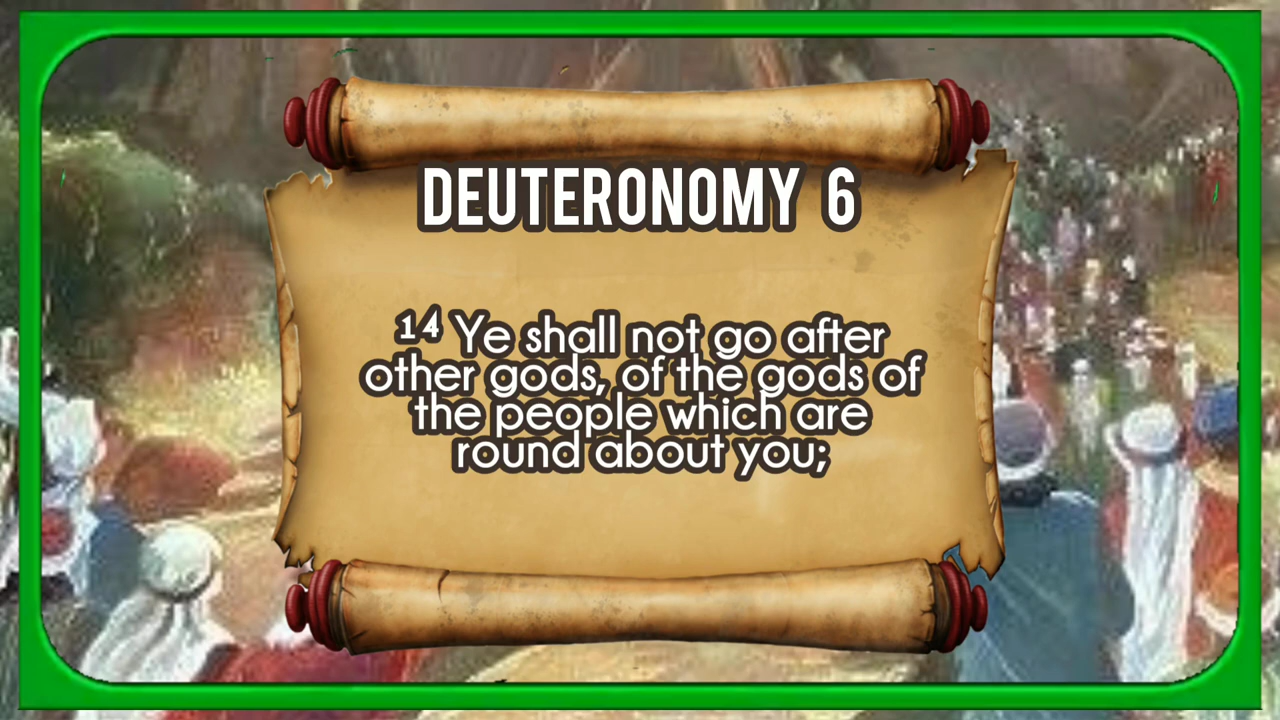 DEUTERONOMY 6
¹⁴ Ye shall not go after
other gods, of the gods of
the people which are
round about you;